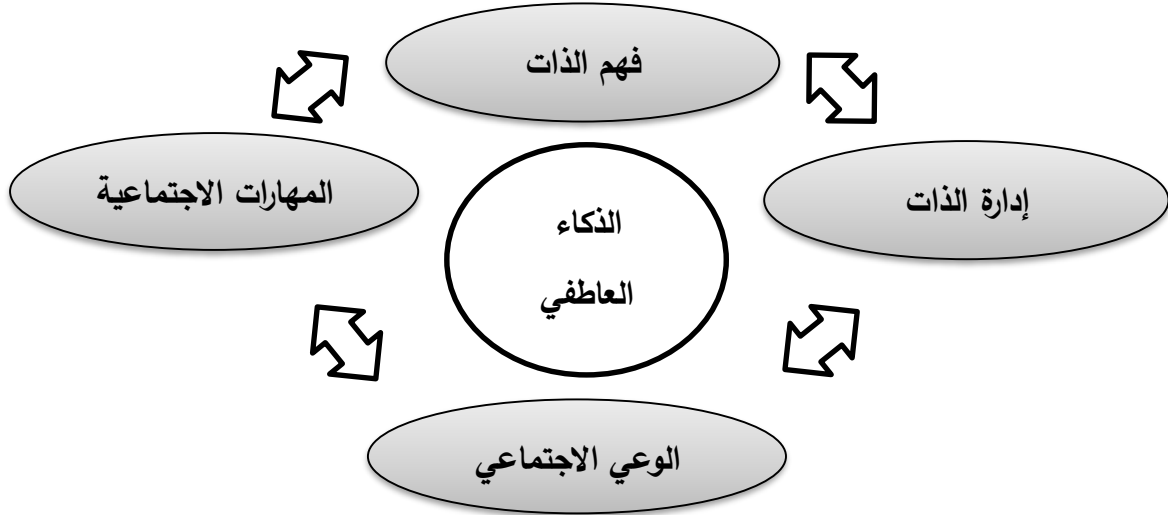 فهم الذات
إدارة الذات
المهارات الاجتماعية
الذكاء
العاطفي
الوعي الاجتماعي